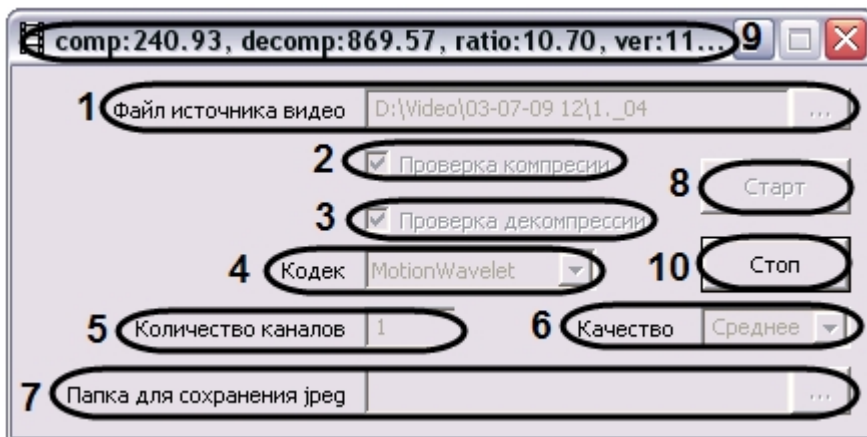 comp:240.93, decomp:869.57, ratio:10.70, ver:11... 9
1 Файл источника видео D:\Video\03-07-09 12\1._04 ...
2 Проверка компресии
8 Старт
3 Проверка декомпрессии
4 Кодек MotionWavelet
10 Стоп
5 Количество каналов 1
6 Качество Среднее
7 Папка для сохранения jpeg ...